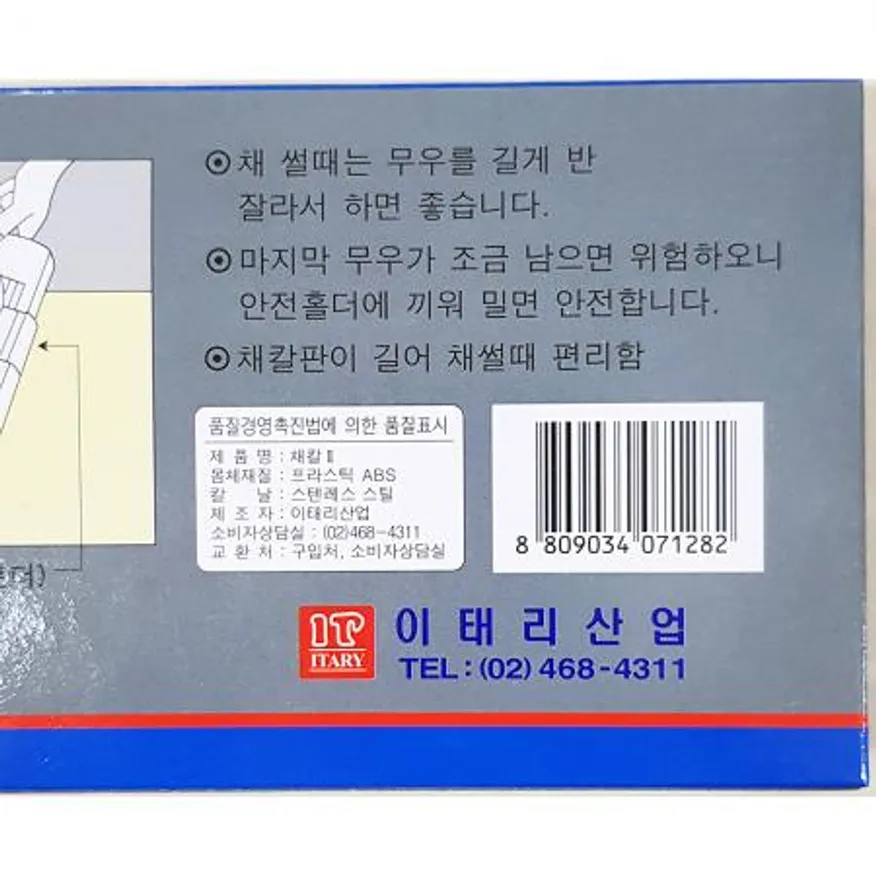 ⊙ 채 썰때는 무우를 길게 반
잘라서 하면 좋습니다.
⊙ 마지막 무우가 조금 남으면 위험하오니
안전홀더에 끼워 밀면 안전합니다.
⊙ 채칼판이 길어 채썰때 편리함
품질경영촉진법에 의한 품질표시
제 품 명 : 채칼Ⅱ
몸체재질 : 프라스틱 ABS
칼 날 : 스텐레스 스틸
제 조 자 : 이태리산업
소비자상담실 : (02)468-4311
교 환 처 : 구입처, 소비자상담실
8 809034 071282
더)
IT
ITARY
이태리산업
TEL : (02) 468-4311